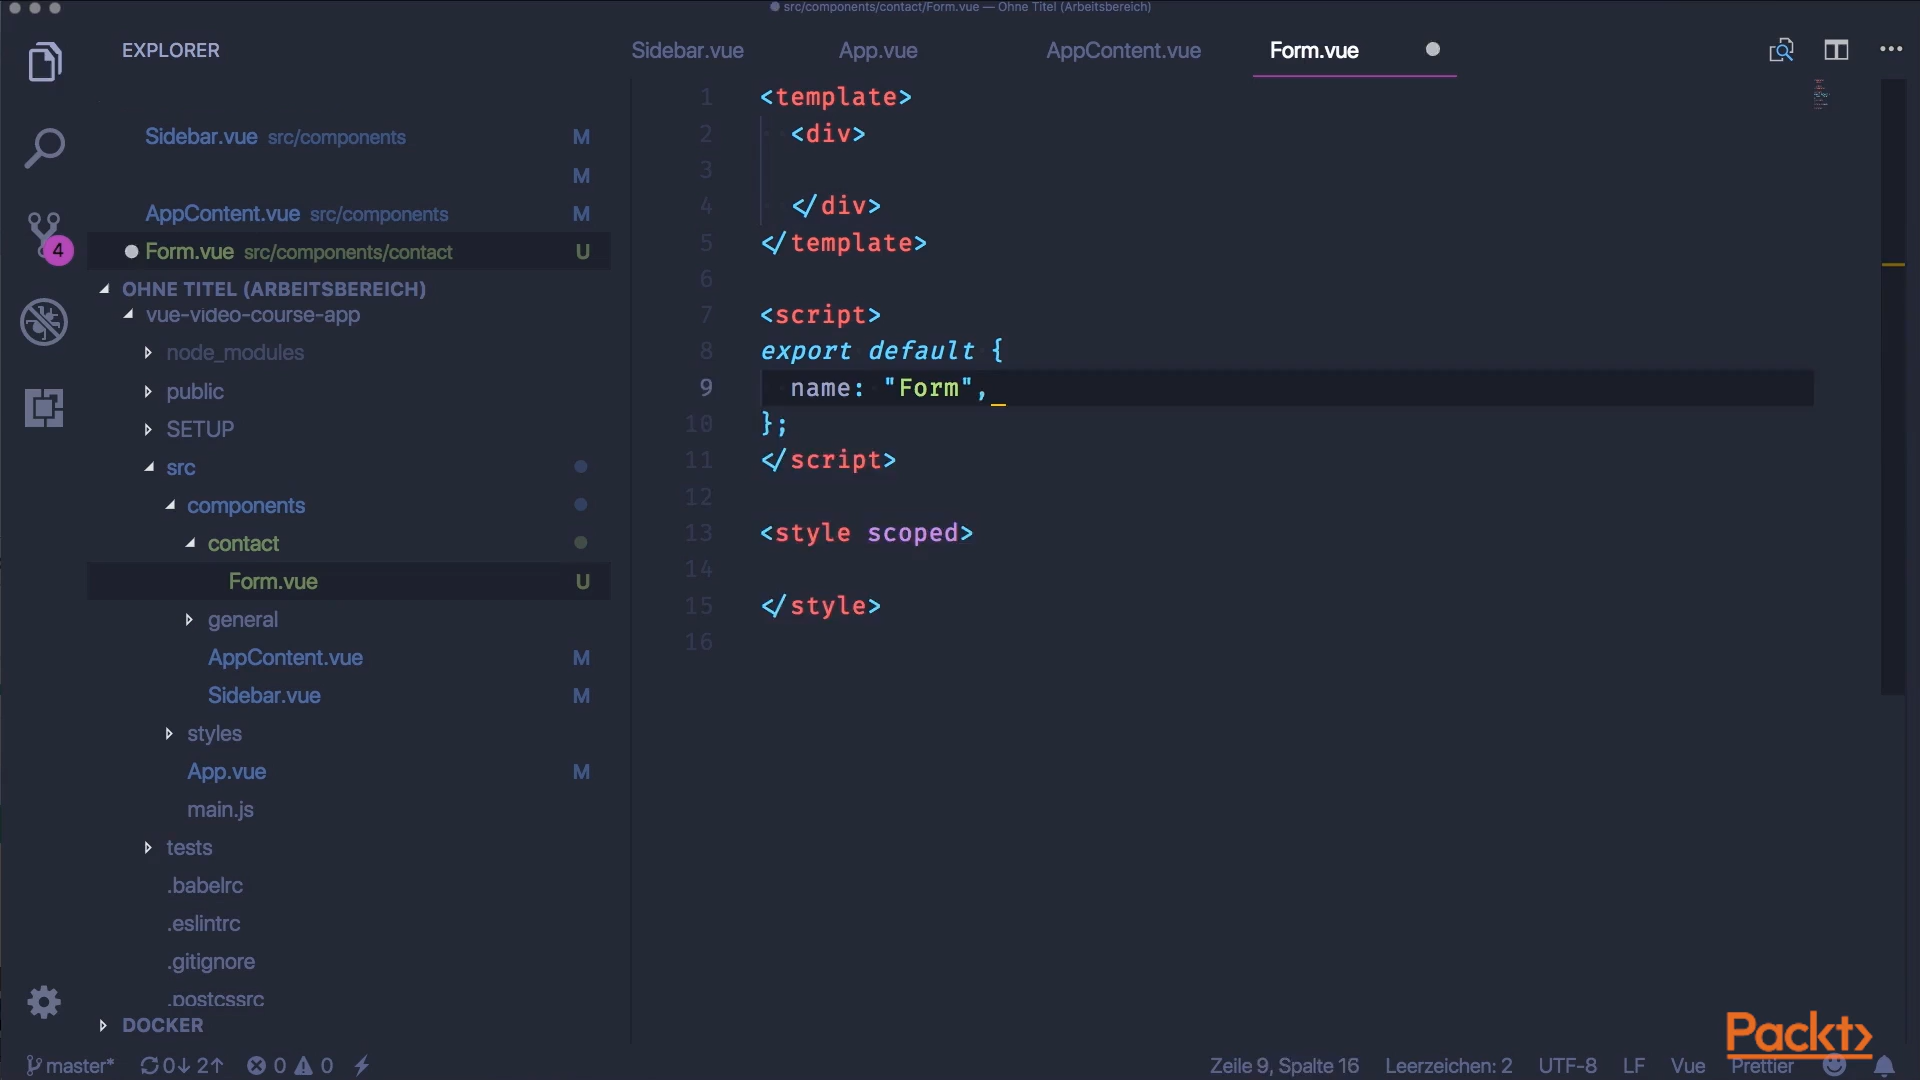 src/components/contact/Form.vue — Ohne Titel (Arbeitsbereich)
EXPLORER
Sidebar.vue App.vue AppContent.vue Form.vue
Sidebar.vue src/components M
M
AppContent.vue src/components M
Form.vue src/components/contact U
OHNE TITEL (ARBEITSBEREICH)
vue-video-course-app
node_modules
public
SETUP
src
components
contact
Form.vue U
general
AppContent.vue M
Sidebar.vue M
styles
App.vue M
main.js
tests
.babelrc
.eslintrc
.gitignore
.postcssrc
DOCKER
4
1 <template>
2 <div>
3
4 </div>
5 </template>
6
7 <script>
8 export default {
9 name: "Form",
10 };
11 </script>
12
13 <style scoped>
14
15 </style>
16
Packt>
master* 0↓ 2↑ 0 0 Zeile 9, Spalte 16 Leerzeichen: 2 UTF-8 LF Vue Prettier